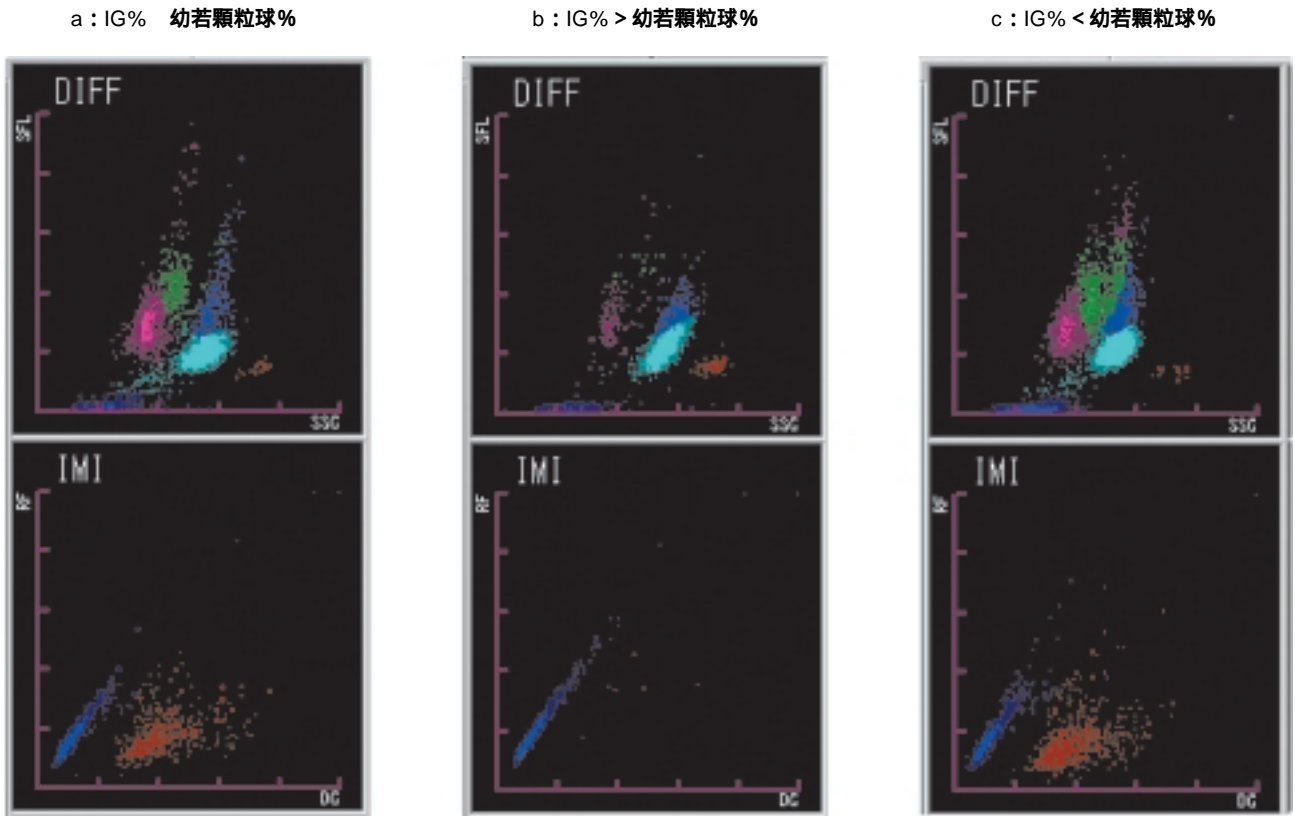 a：IG%　幼若顆粒球%
b：IG% > 幼若顆粒球%
c：IG% < 幼若顆粒球%
DIFF
SFL
SSC
DIFF
SFL
SSC
DIFF
SFL
SSC
IMI
RF
DC
IMI
RF
DC
IMI
RF
DC